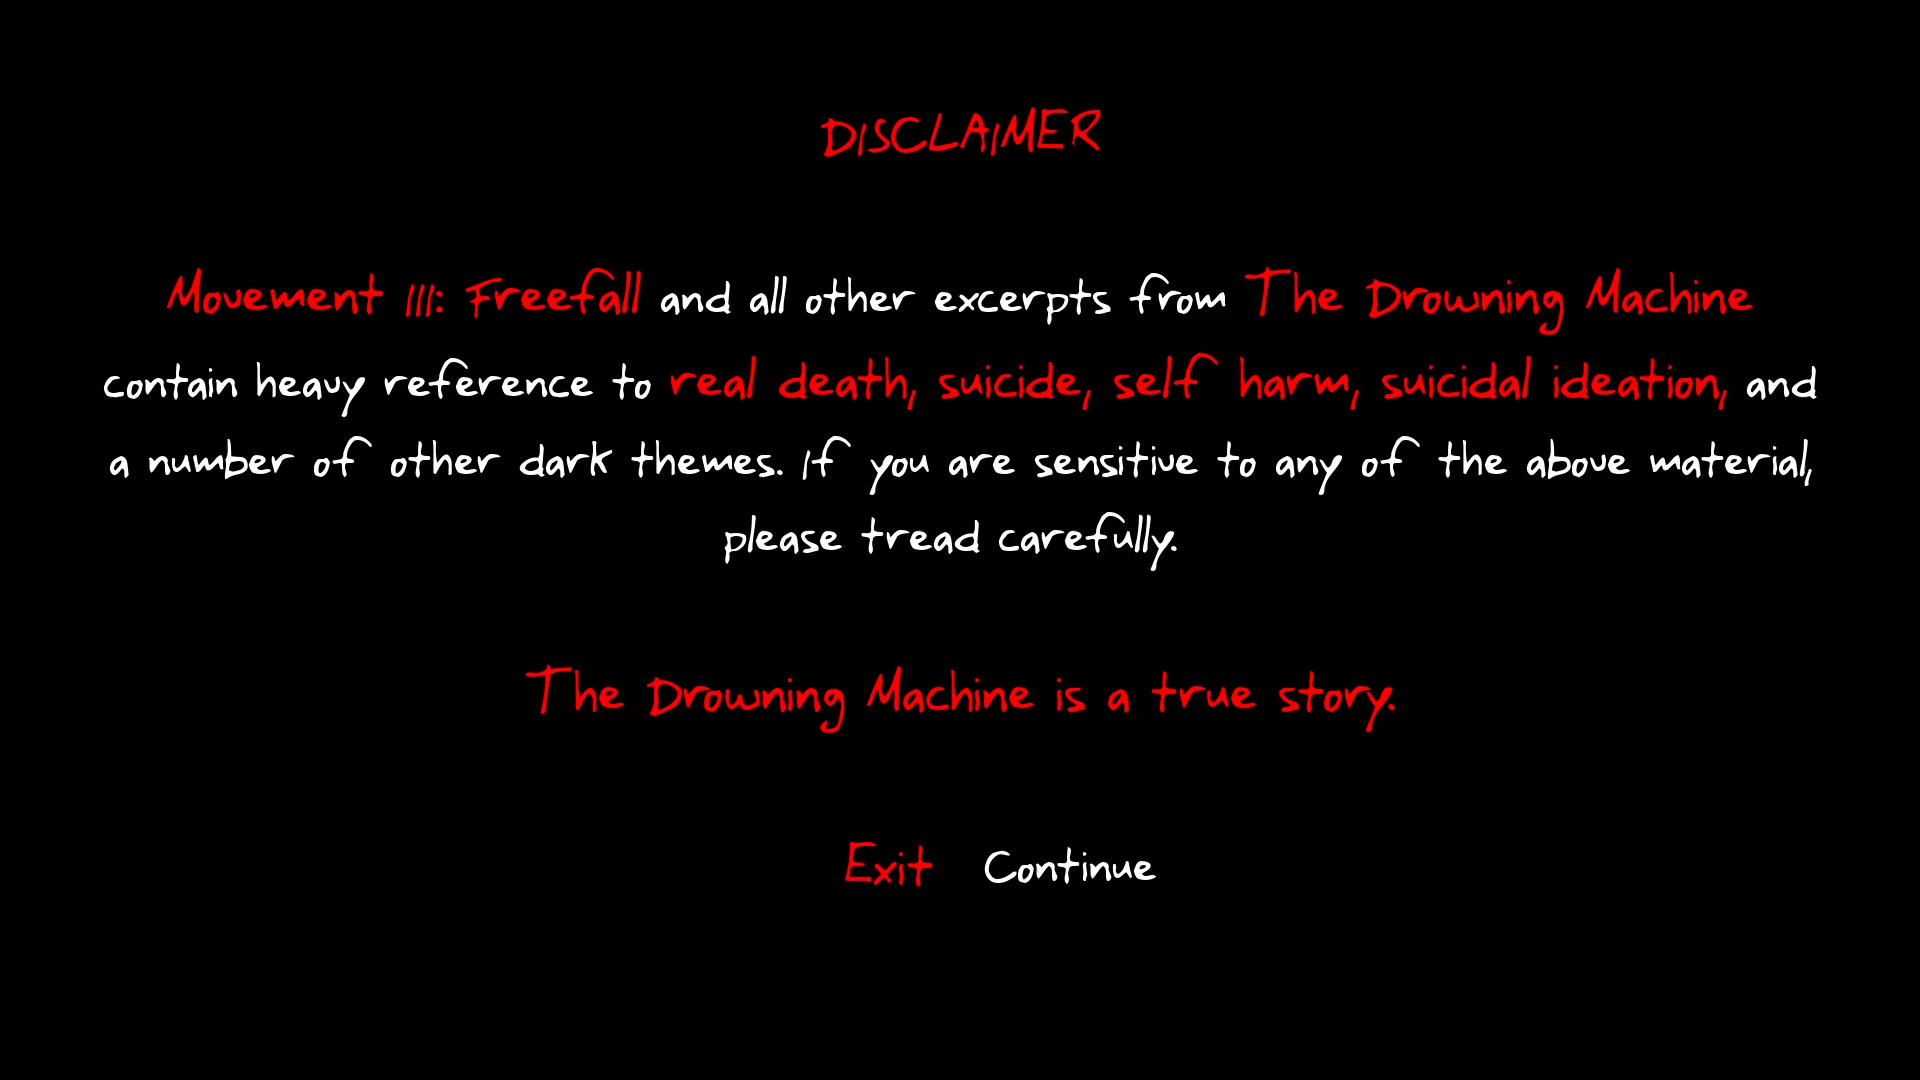 DISCLAIMER
Movement III: Freefall and all other excerpts from The Drowning Machine
contain heavy reference to real death, suicide, self harm, suicidal ideation, and
a number of other dark themes. If you are sensitive to any of the above material,
please tread carefully.
The Drowning Machine is a true story.
Exit Continue